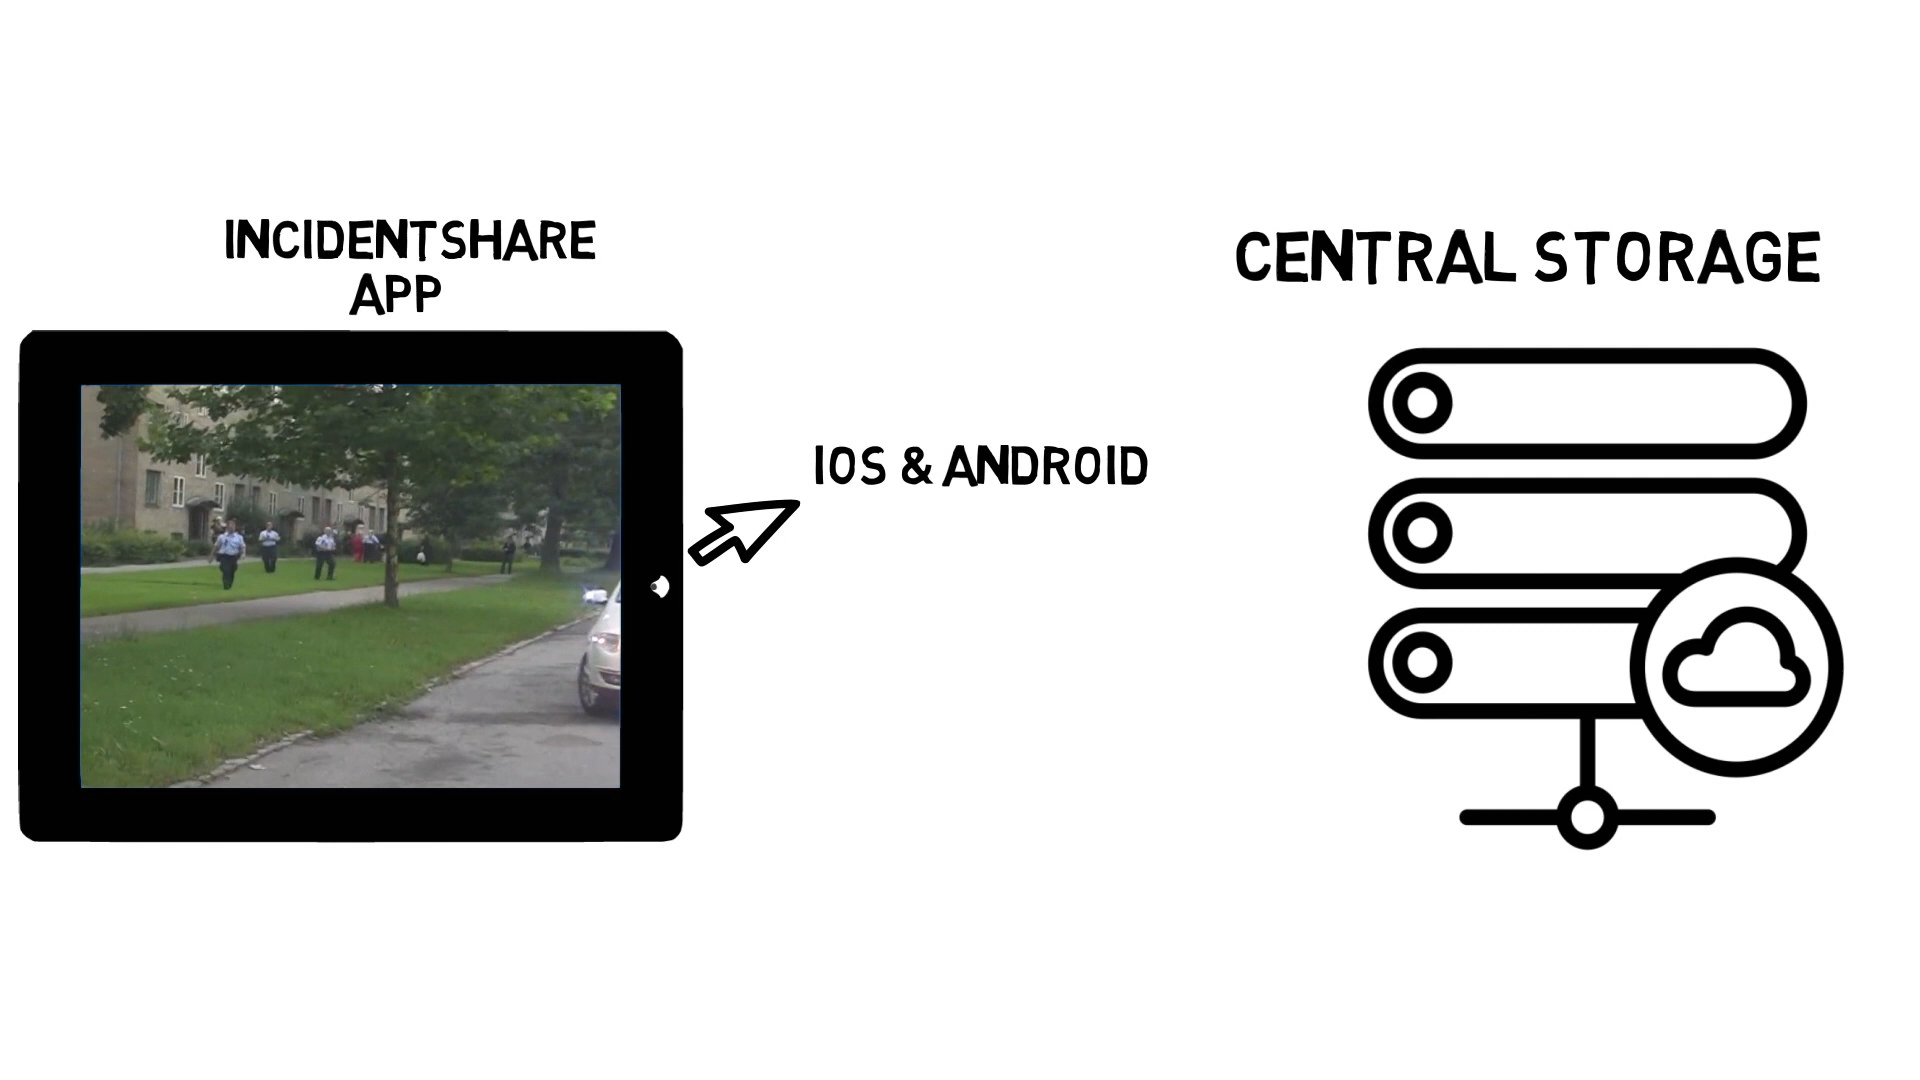 INCIDENTSHARE
APP
IOS & ANDROID
CENTRAL STORAGE